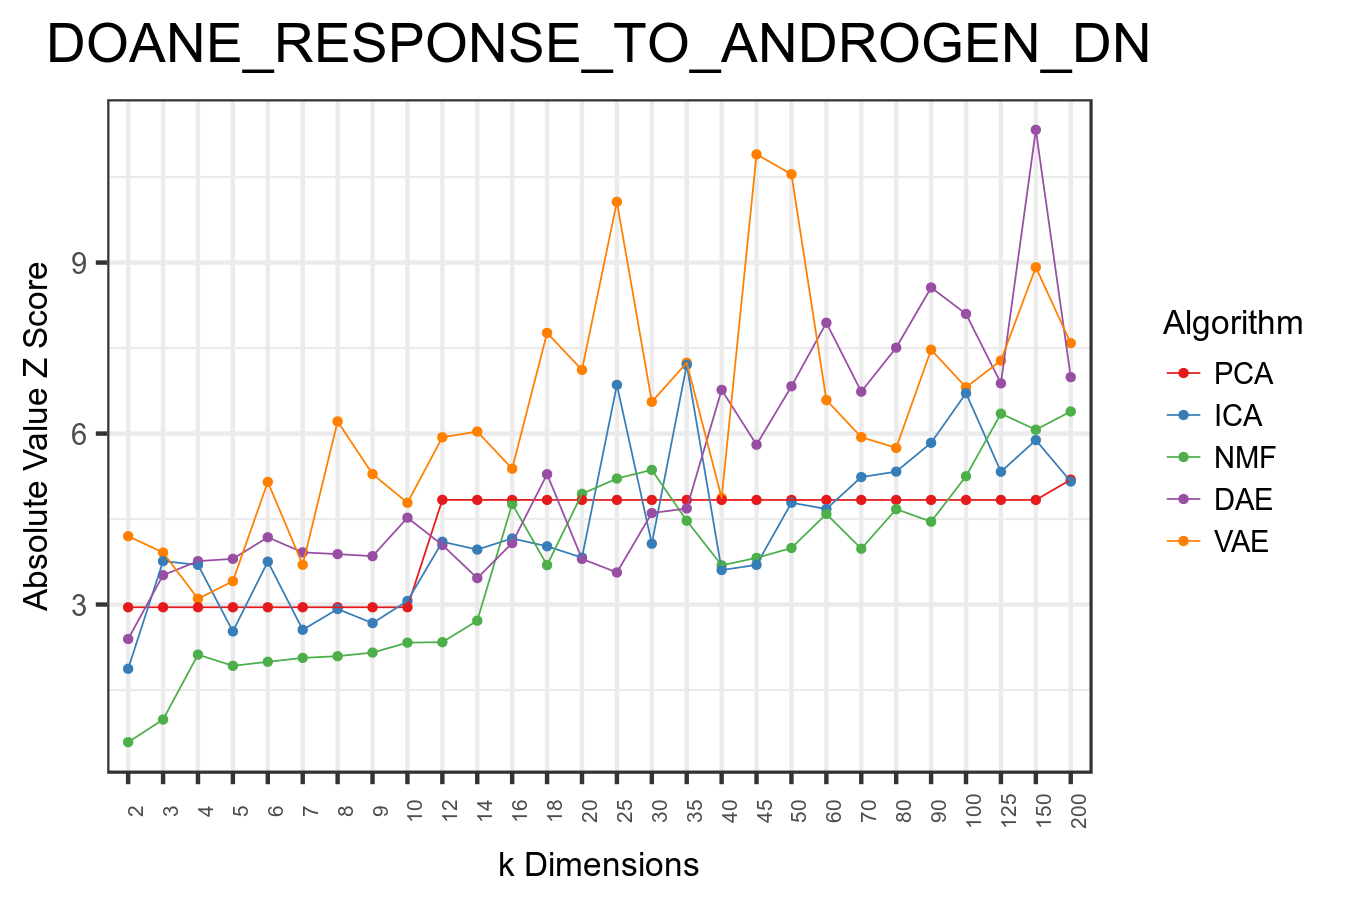 DOANE_RESPONSE_TO_ANDROGEN_DN
Absolute Value Z Score
9
6
3
2 3 4 5 6 7 8 9 10 12 14 16 18 20 25 30 35 40 45 50 60 70 80 90 100 125 150 200
k Dimensions
Algorithm
PCA
ICA
NMF
DAE
VAE